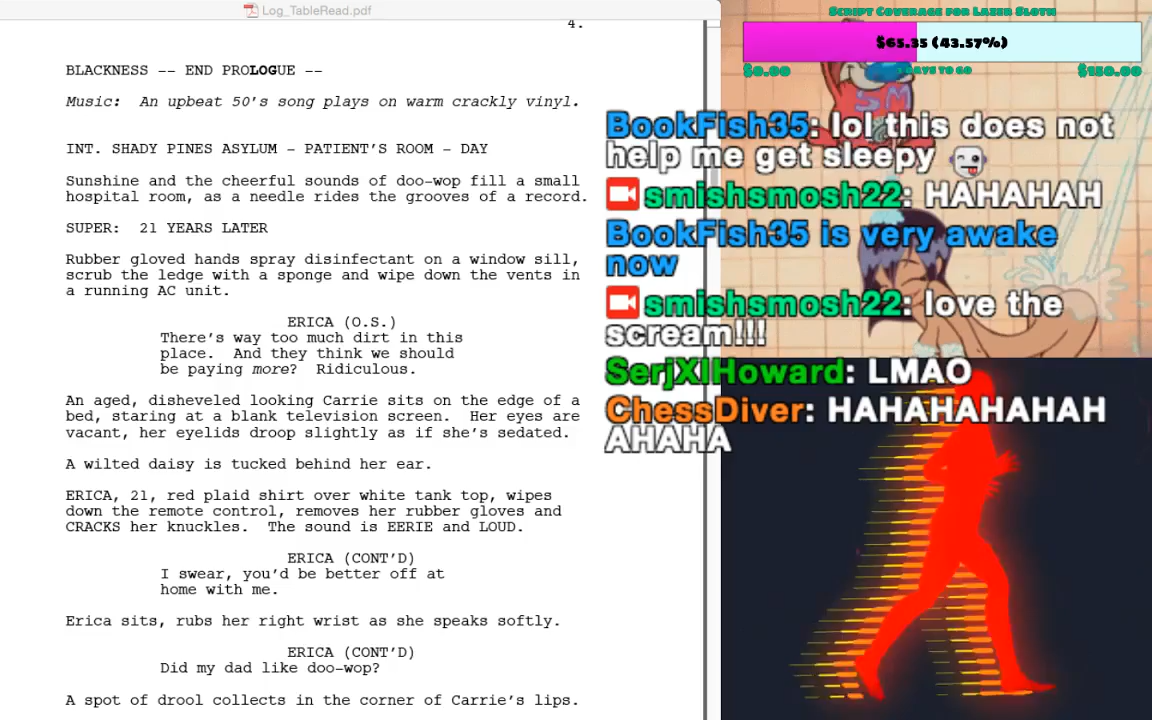 Log_TableRead.pdf
4.
BLACKNESS -- END PROLOGUE --
Music: An upbeat 50's song plays on warm crackly vinyl.
INT. SHADY PINES ASYLUM - PATIENT'S ROOM - DAY
Sunshine and the cheerful sounds of doo-wop fill a small
hospital room, as a needle rides the grooves of a record.
SUPER: 21 YEARS LATER
Rubber gloved hands spray disinfectant on a window sill,
scrub the ledge with a sponge and wipe down the vents in
a running AC unit.
ERICA (O.S.)
There's way too much dirt in this
place. And they think we should
be paying more? Ridiculous.
An aged, disheveled looking Carrie sits on the edge of a
bed, staring at a blank television screen. Her eyes are
vacant, her eyelids droop slightly as if she's sedated.
A wilted daisy is tucked behind her ear.
ERICA, 21, red plaid shirt over white tank top, wipes
down the remote control, removes her rubber gloves and
CRACKS her knuckles. The sound is EERIE and LOUD.
ERICA (CONT'D)
I swear, you'd be better off at
home with me.
Erica sits, rubs her right wrist as she speaks softly.
ERICA (CONT'D)
Did my dad like doo-wop?
A spot of drool collects in the corner of Carrie's lips.
Script Coverage for Lazer Sloth
$65.35 (43.57%)
$0.00
DAYS TO GO
$150.00
SM
BookFish35: lol this does not
help me get sleepy
smishsmosh22: HAHAHAH
BookFish35 is very awake
now
smishsmosh22: love the
scream!!!
SerjXIHoward: LMAO
ChessDiver: HAHAHAHAHAH
AHAHA